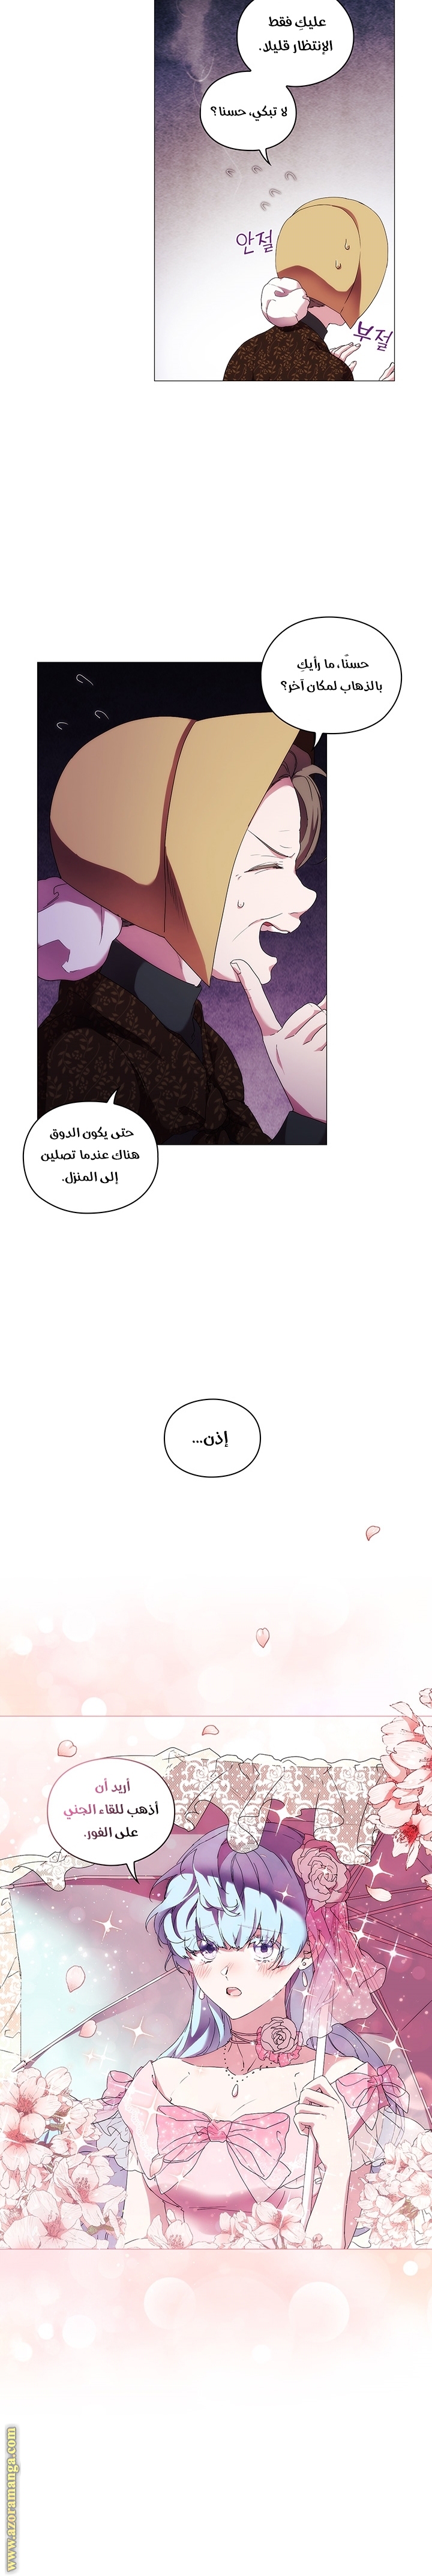 عليكِ فقط
الإنتظار قليلا.
لا تبكي، حسنا؟
안절
부절
حسنًا، ما رأيكِ
بالذهاب لمكان آخر؟
حتى يكون الدوق
هناك عندما تصلين
إلى المنزل.
إذن...
أريد أن
أذهب للقاء الجني
على الفور.
www.azoramanga.com